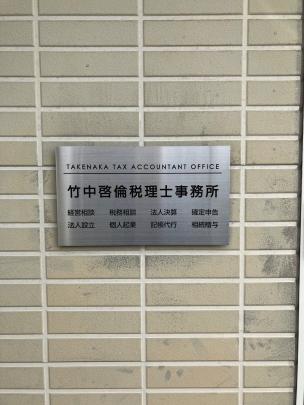 TAKENAKA TAX ACCOUNTANT OFFICE
竹中啓倫税理士事務所
経営相談 税務相談 法人決算 確定申告
法人設立 個人起業 記帳代行 相続贈与